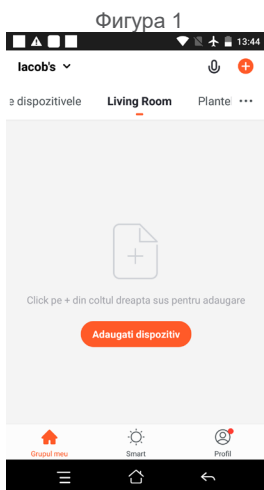 Фигура 1
13:44
Iacob's
e dispozitivele Living Room Plante
Click pe + din coltul dreapta sus pentru adaugare
Adaugati dispozitiv
Grupul meu Smart Profil